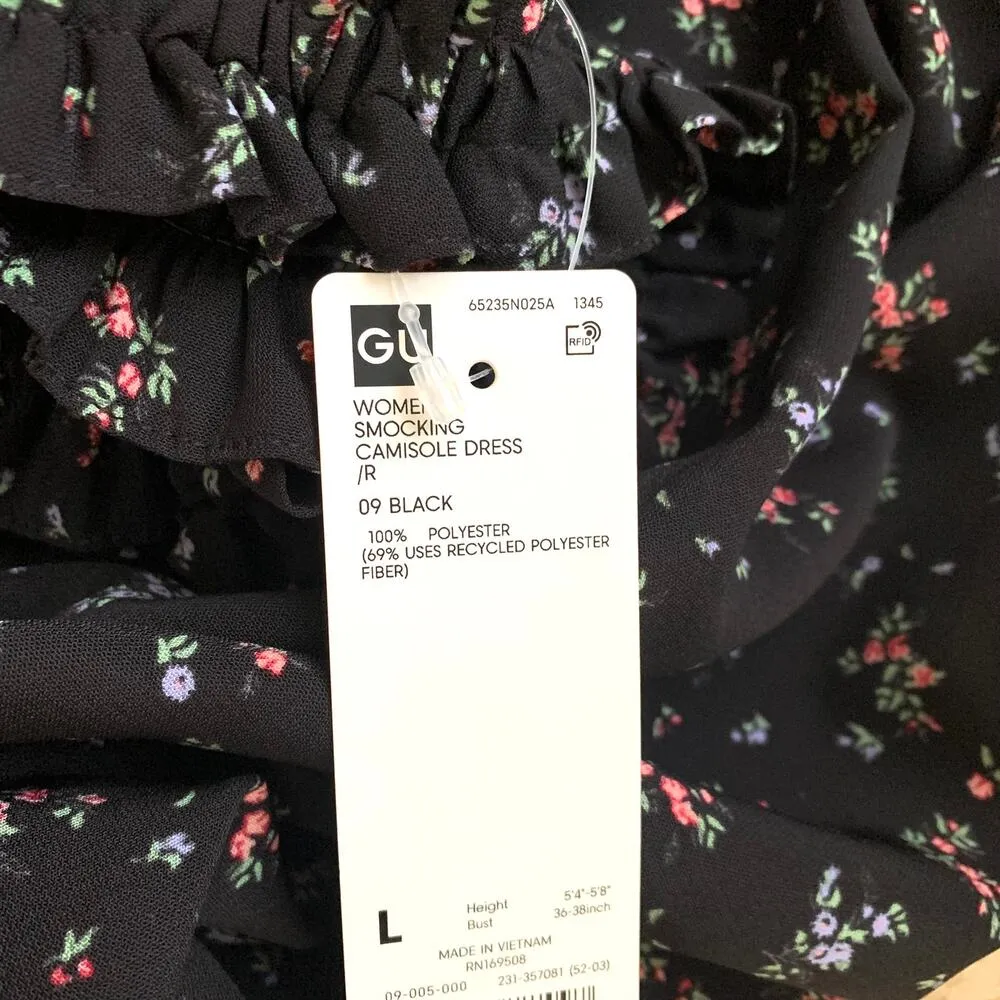 65235N025A 1345
GU
RFID
SMOCKING
CAMISOLE DRESS
/R
09 BLACK
100% POLYESTER
(69% USES RECYCLED POLYESTER
FIBER)
L
Height 5'4"-5'8"
Bust 36-38inch
MADE IN VIETNAM
RN169508
09-005-000 231-357081 (52-03)